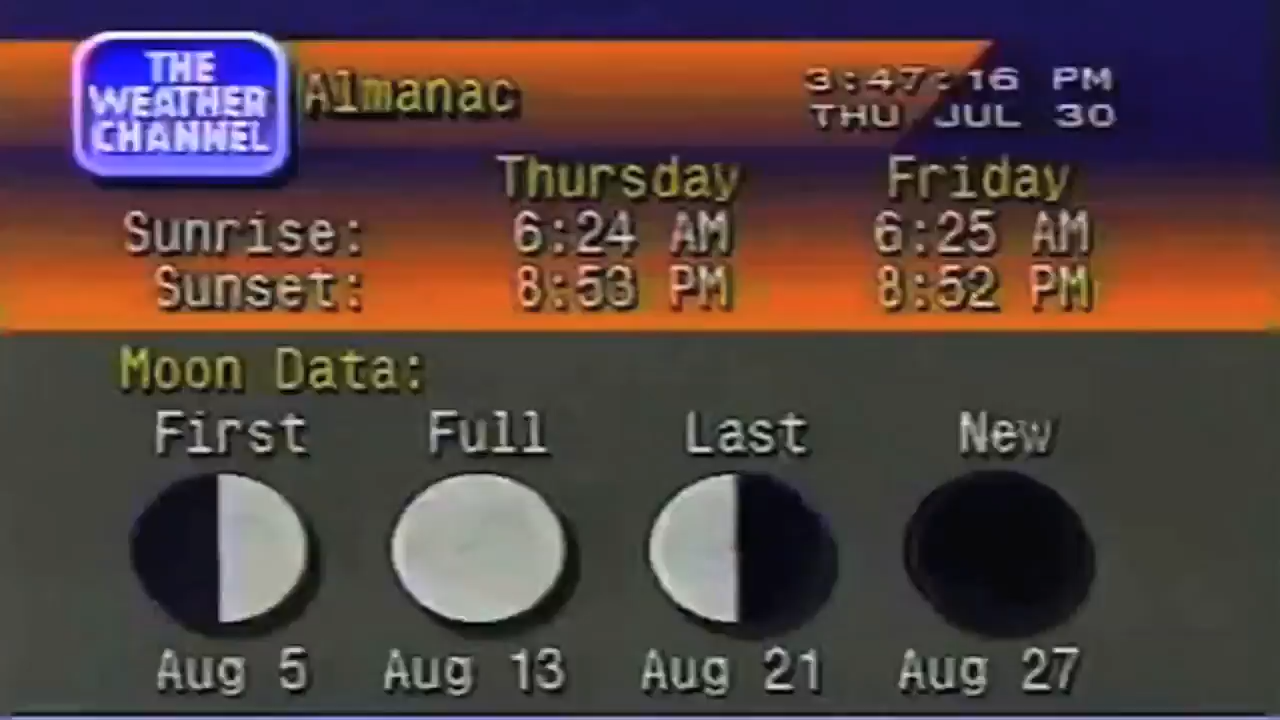 THE
WEATHER
CHANNEL
Almanac
3:47:16 PM
THU JUL 30
Thursday Friday
Sunrise: 6:24 AM 6:25 AM
Sunset: 8:53 PM 8:52 PM
Moon Data:
First Full Last New
Aug 5 Aug 13 Aug 21 Aug 27